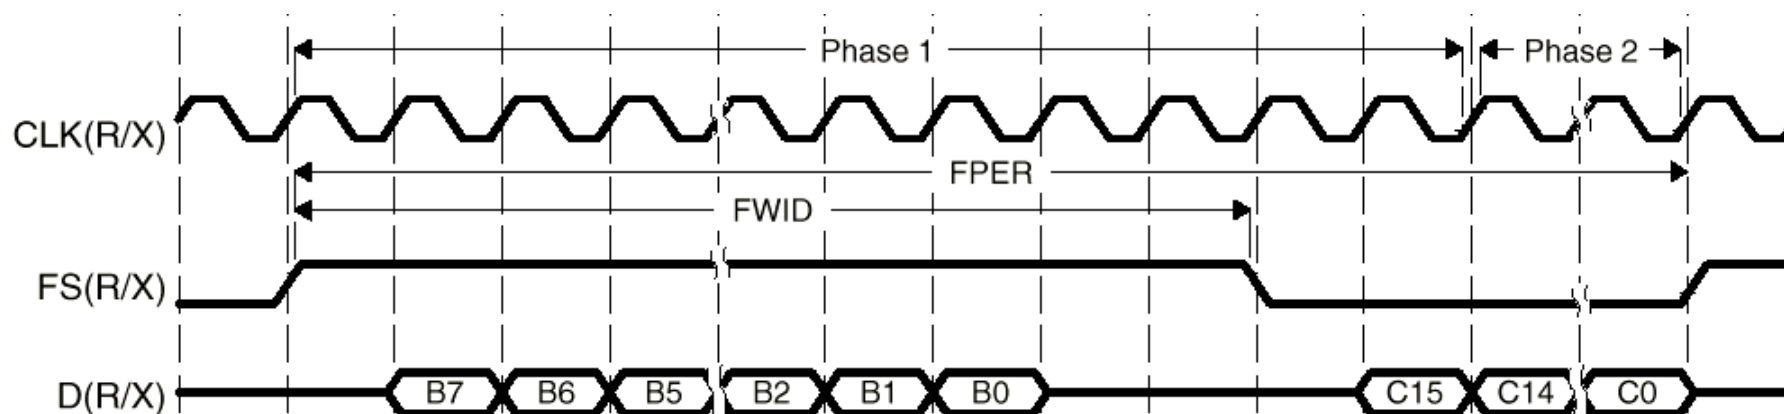 Phase 1 Phase 2
CLK(R/X)
FPER
FWID
FS(R/X)
D(R/X) B7 B6 B5 B2 B1 B0 C15 C14 C0